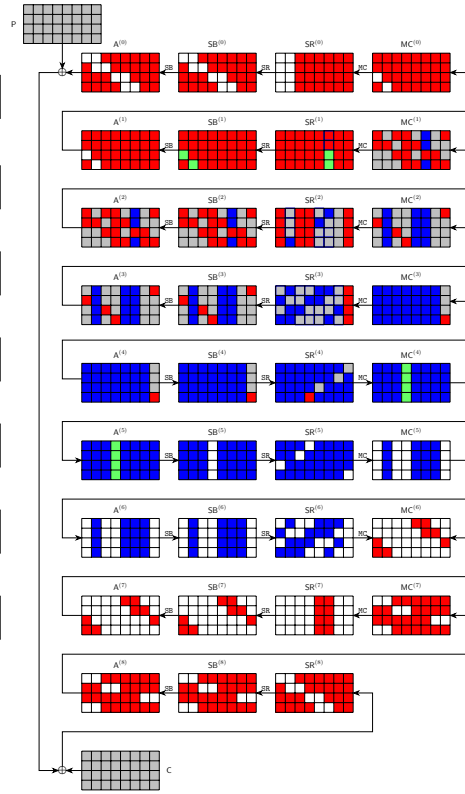 P
A(0) SB(0) SR(0) MC(0)
SB SR MC
A(1) SB(1) SR(1) MC(1)
SB SR MC
A(2) SB(2) SR(2) MC(2)
SB SR MC
A(3) SB(3) SR(3) MC(3)
SB SR MC
A(4) SB(4) SR(4) MC(4)
SB SR MC
A(5) SB(5) SR(5) MC(5)
SB SR MC
A(6) SB(6) SR(6) MC(6)
SB SR MC
A(7) SB(7) SR(7) MC(7)
SB SR MC
A(8) SB(8) SR(8)
SB SR
C